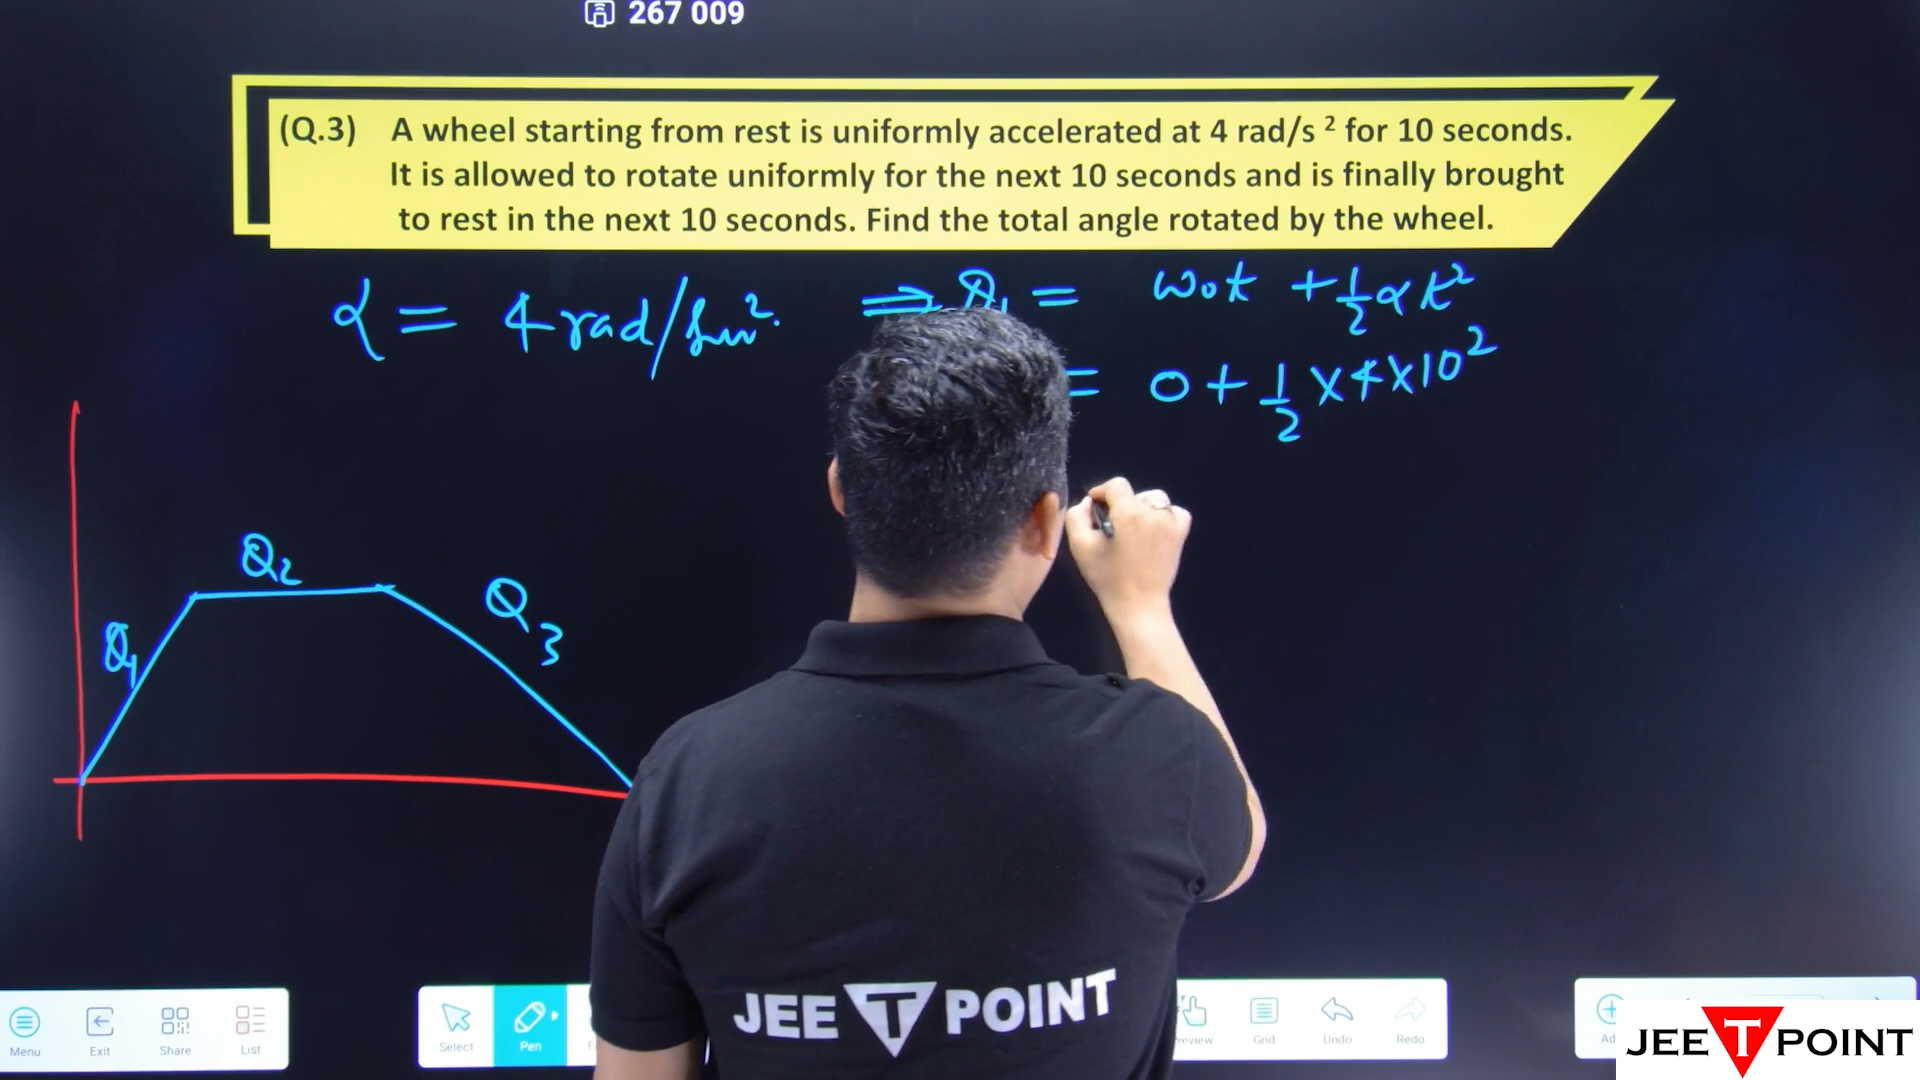 267 009
(Q.3) A wheel starting from rest is uniformly accelerated at 4 rad/s ² for 10 seconds.
It is allowed to rotate uniformly for the next 10 seconds and is finally brought
to rest in the next 10 seconds. Find the total angle rotated by the wheel.
α = 4 rad/sec². ⇒ θ₁ = ω₀t + 1/2 αt²
= 0 + 1/2 × 4 × 10²
θ₂
θ₃
θ₁
JEE T POINT
Menu Exit Share List Select Pen Grid Undo Redo
JEE T POINT